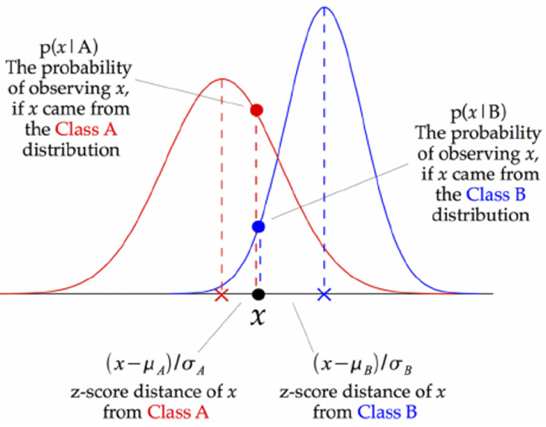 p(x|A)
The probability
of observing x,
if x came from
the Class A
distribution
p(x|B)
The probability
of observing x,
if x came from
the Class B
distribution
x
(x−μA)/σA
z-score distance of x
from Class A
(x−μB)/σB
z-score distance of x
from Class B